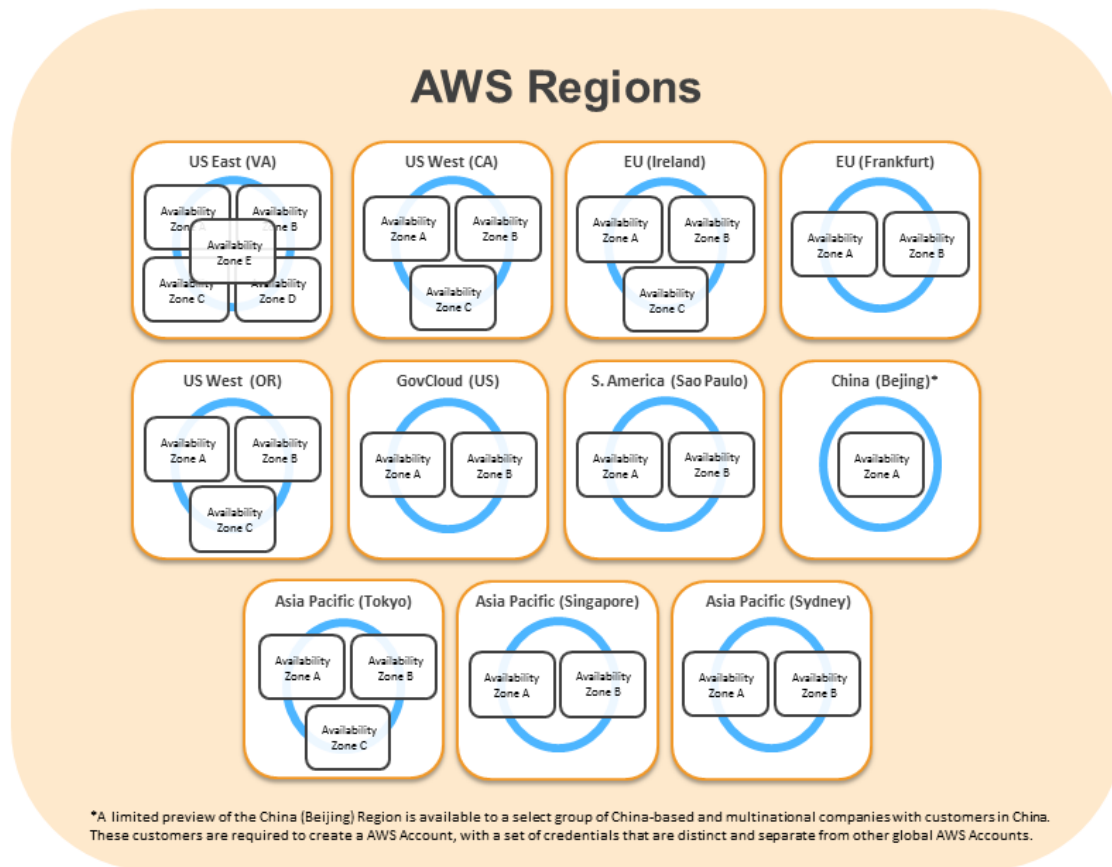 AWS Regions
US East (VA)
Availability
Zone A
Availability
Zone B
Availability
Zone E
Availability
Zone C
Availability
Zone D
US West (CA)
Availability
Zone A
Availability
Zone B
Availability
Zone C
EU (Ireland)
Availability
Zone A
Availability
Zone B
Availability
Zone C
EU (Frankfurt)
Availability
Zone A
Availability
Zone B
US West (OR)
Availability
Zone A
Availability
Zone B
Availability
Zone C
GovCloud (US)
Availability
Zone A
Availability
Zone B
S. America (Sao Paulo)
Availability
Zone A
Availability
Zone B
China (Bejing)*
Availability
Zone A
Asia Pacific (Tokyo)
Availability
Zone A
Availability
Zone B
Availability
Zone C
Asia Pacific (Singapore)
Availability
Zone A
Availability
Zone B
Asia Pacific (Sydney)
Availability
Zone A
Availability
Zone B
*A limited preview of the China (Beijing) Region is available to a select group of China-based and multinational companies with customers in China.
These customers are required to create a AWS Account, with a set of credentials that are distinct and separate from other global AWS Accounts.